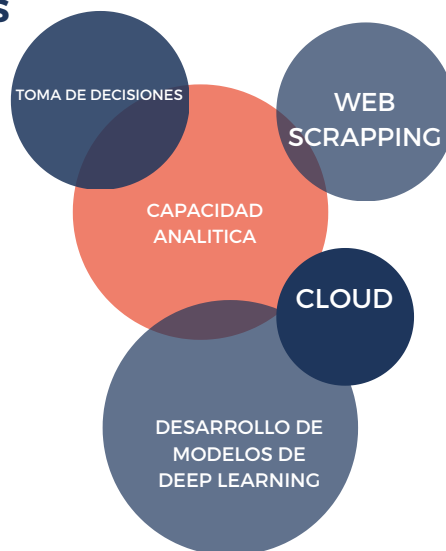 s
TOMA DE DECISIONES
WEB
SCRAPPING
CAPACIDAD
ANALITICA
CLOUD
DESARROLLO DE
MODELOS DE
DEEP LEARNING